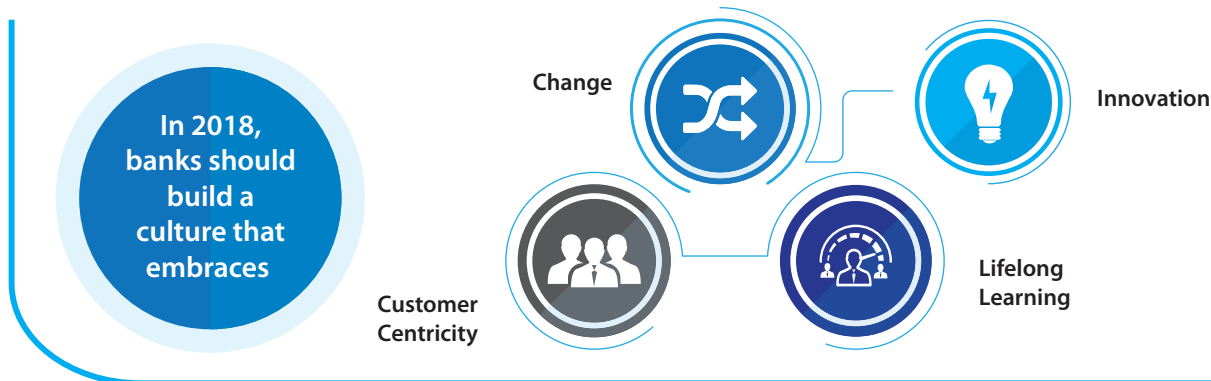 In 2018,
banks should
build a
culture that
embraces
Change
Innovation
Customer
Centricity
Lifelong
Learning